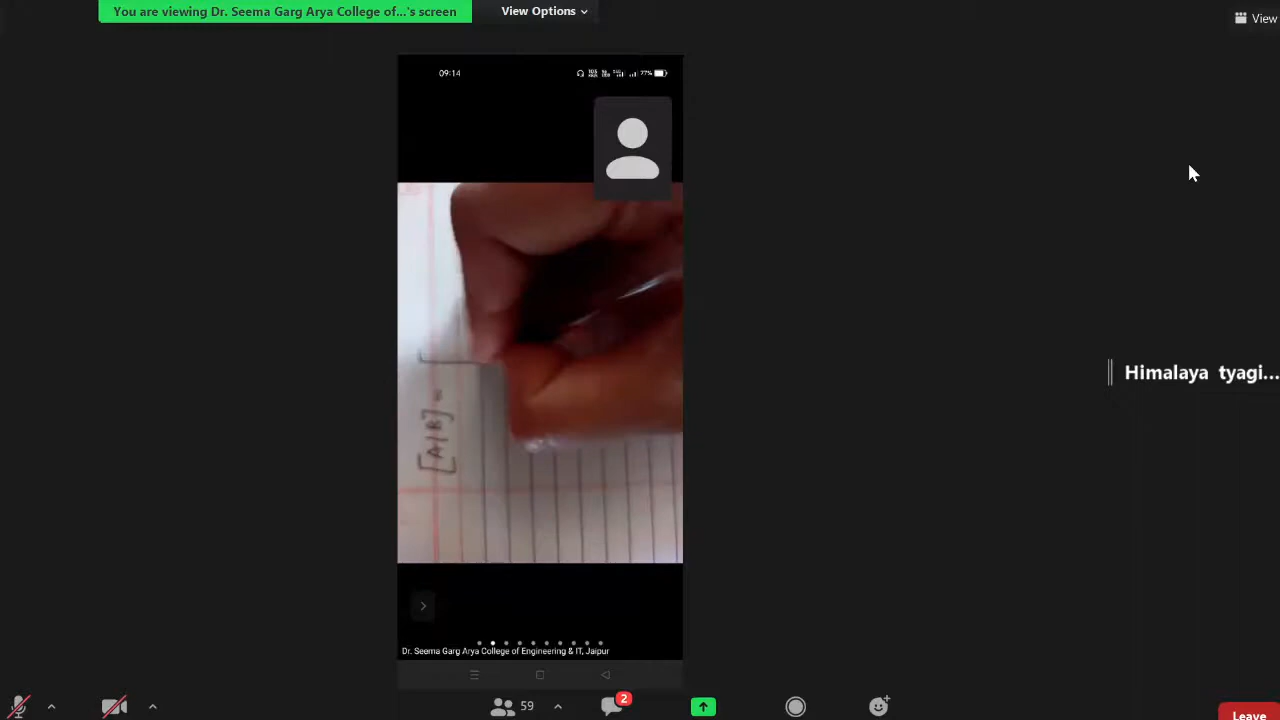 You are viewing Dr. Seema Garg Arya College of...'s screen
View Options
View
09:14
77%
[A|B] = [
Himalaya tyagi...
Dr. Seema Garg Arya College of Engineering & IT, Jaipur
59
2
Leave